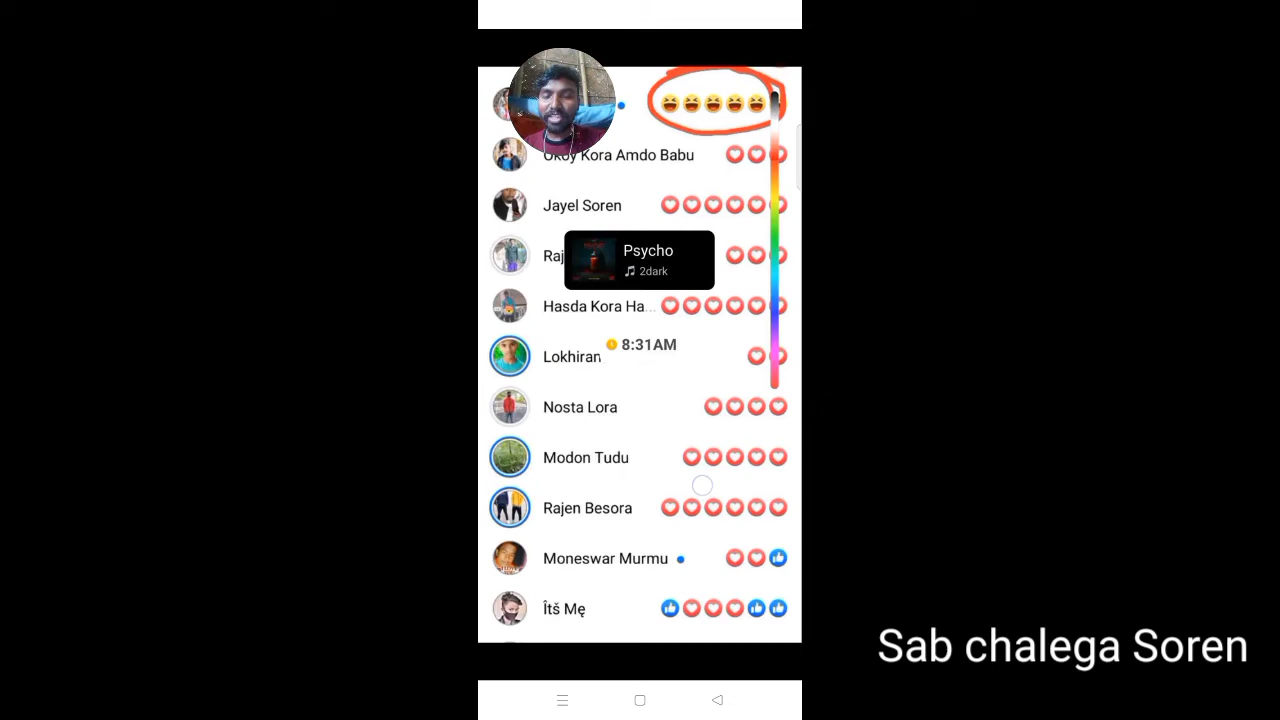 Okoy Kora Amdo Babu
Jayel Soren
Raj
Psycho
2dark
Hasda Kora Ha...
8:31AM
Lokhiran
Nosta Lora
Modon Tudu
Rajen Besora
Moneswar Murmu
Îtš Mę
Sab chalega Soren